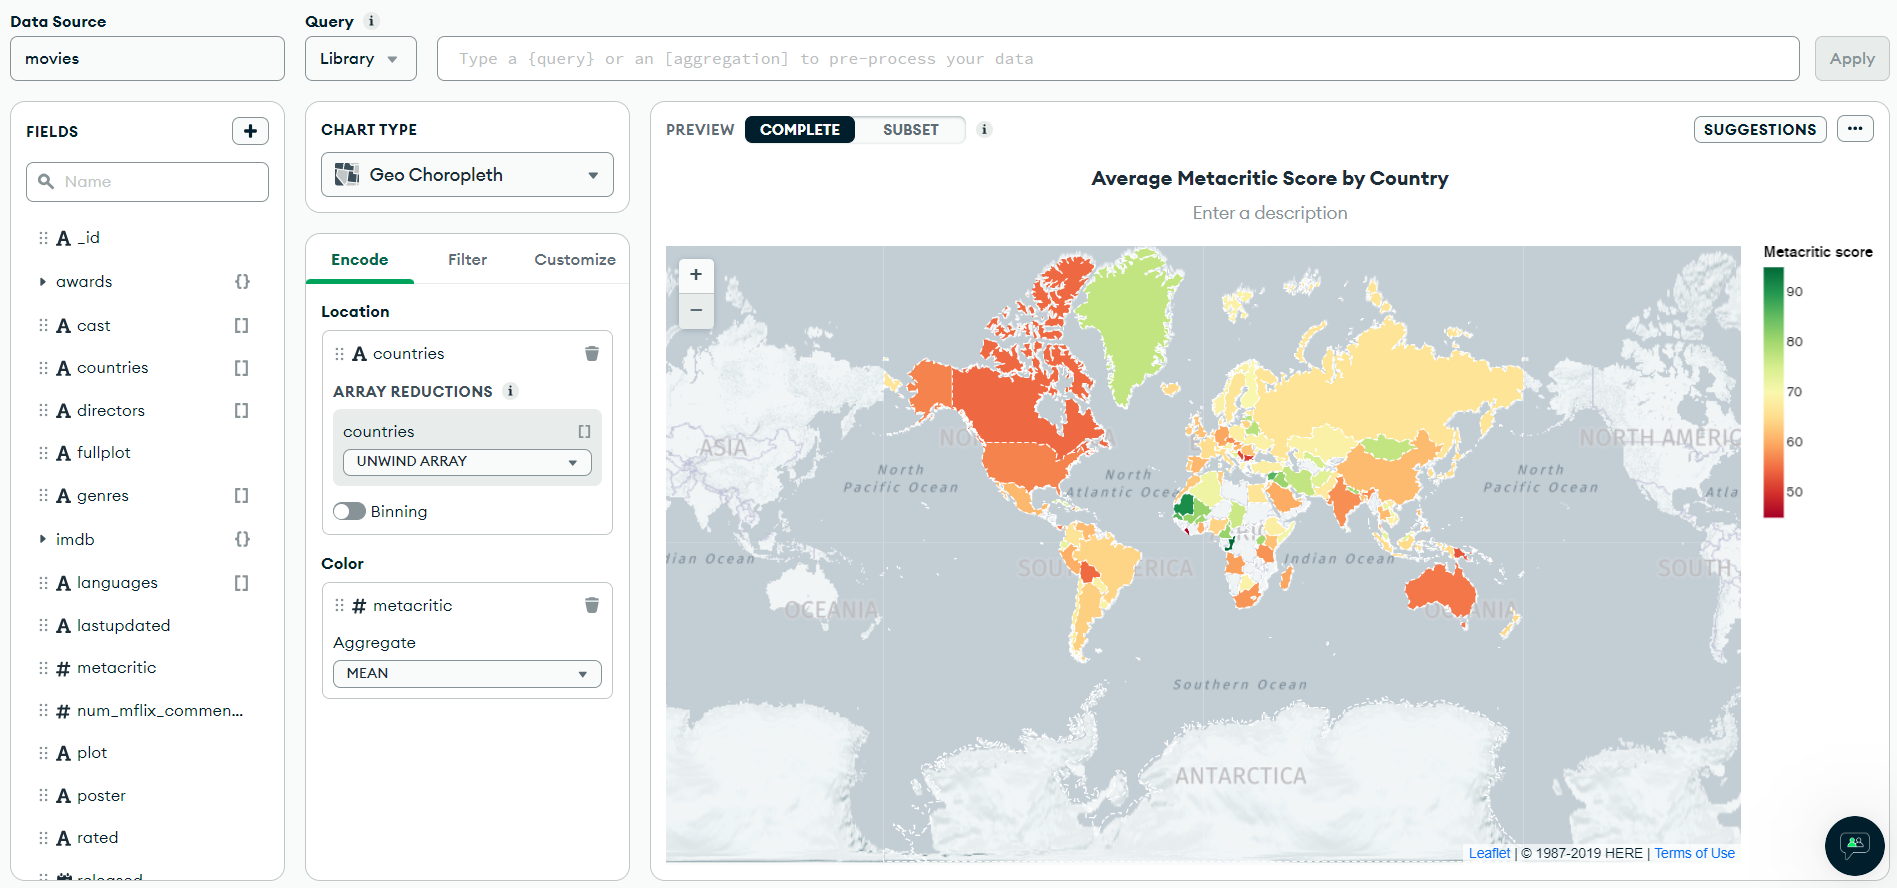 Data Source
movies
Query i
Library
Type a {query} or an [aggregation] to pre-process your data
Apply
FIELDS
+
Name
A _id
awards {}
A cast []
A countries []
A directors []
A fullplot
A genres []
imdb {}
A languages []
A lastupdated
# metacritic
# num_mflix_commen...
A plot
A poster
A rated
released
CHART TYPE
Geo Choropleth
Encode Filter Customize
Location
A countries
ARRAY REDUCTIONS i
countries []
UNWIND ARRAY
Binning
Color
# metacritic
Aggregate
MEAN
PREVIEW COMPLETE SUBSET i
SUGGESTIONS ...
Average Metacritic Score by Country
Enter a description
+
−
ASIA
North
Pacific Ocean
North
Atlantic Ocea
North
Pacific Ocean
NORTH AMERIC
Atla
dian Ocean
OCEANIA
SOU ERICA
Indian Ocean
SOUTH
Southern Ocean
ANTARCTICA
Metacritic score
90
80
70
60
50
Leaflet | © 1987-2019 HERE | Terms of Use